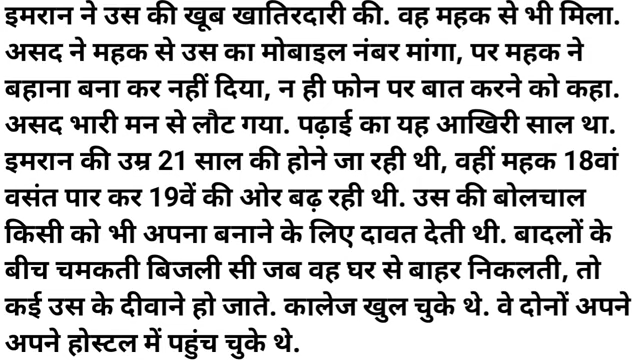 इमरान ने उस की खूब खातिरदारी की. वह महक से भी मिला.
असद ने महक से उस का मोबाइल नंबर मांगा, पर महक ने
बहाना बना कर नहीं दिया, न ही फोन पर बात करने को कहा.
असद भारी मन से लौट गया. पढ़ाई का यह आखिरी साल था.
इमरान की उम्र 21 साल की होने जा रही थी, वहीं महक 18वां
वसंत पार कर 19वें की ओर बढ़ रही थी. उस की बोलचाल
किसी को भी अपना बनाने के लिए दावत देती थी. बादलों के
बीच चमकती बिजली सी जब वह घर से बाहर निकलती, तो
कई उस के दीवाने हो जाते. कालेज खुल चुके थे. वे दोनों अपने
अपने होस्टल में पहुंच चुके थे.